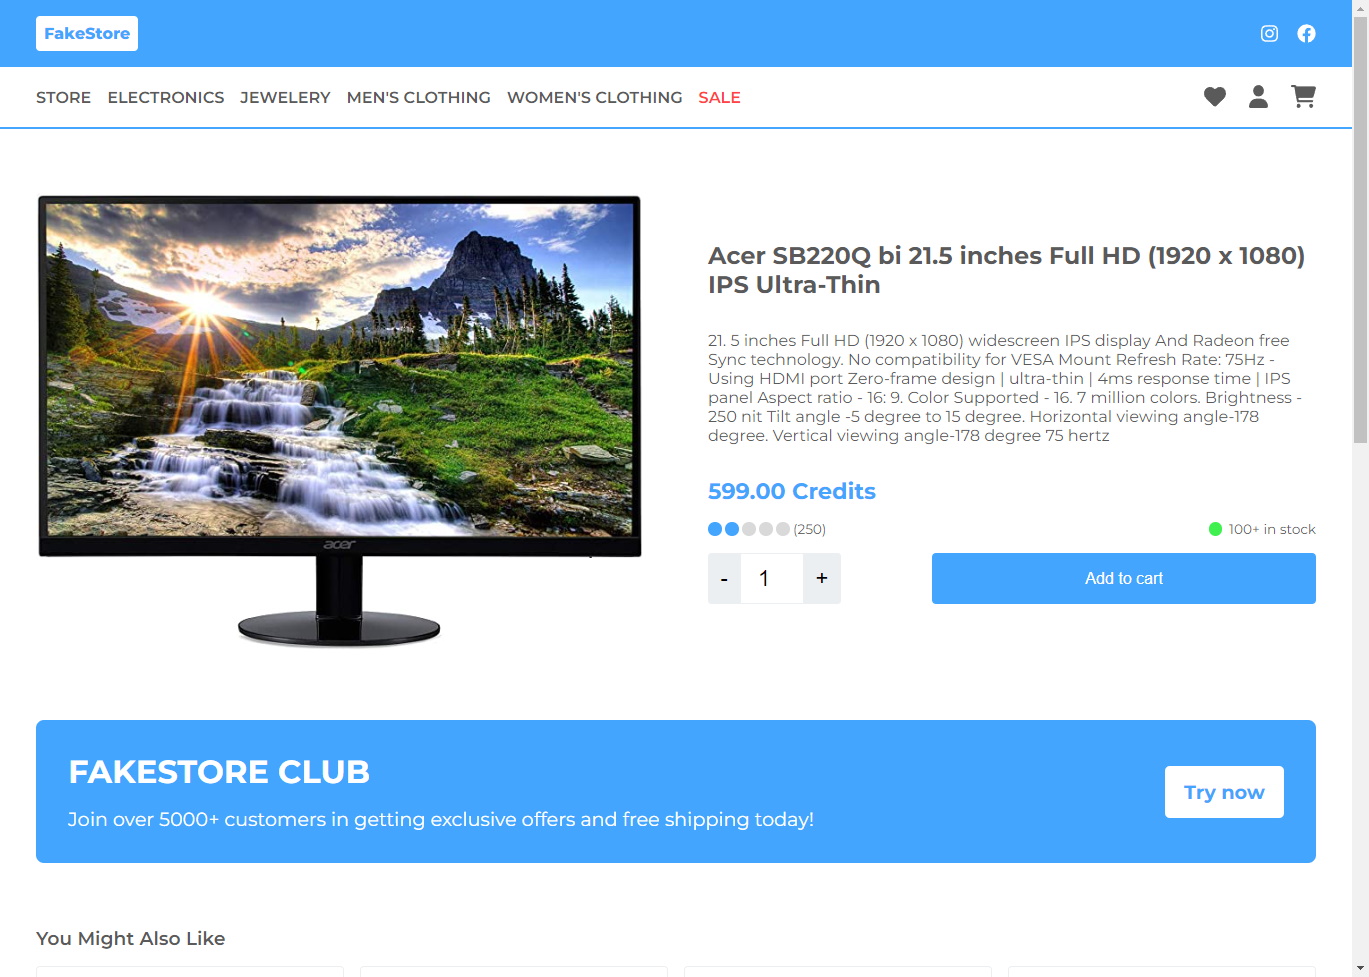 FakeStore
STORE ELECTRONICS JEWELERY MEN'S CLOTHING WOMEN'S CLOTHING SALE
acer
Acer SB220Q bi 21.5 inches Full HD (1920 x 1080)
IPS Ultra-Thin
21. 5 inches Full HD (1920 x 1080) widescreen IPS display And Radeon free
Sync technology. No compatibility for VESA Mount Refresh Rate: 75Hz -
Using HDMI port Zero-frame design | ultra-thin | 4ms response time | IPS
panel Aspect ratio - 16: 9. Color Supported - 16. 7 million colors. Brightness -
250 nit Tilt angle -5 degree to 15 degree. Horizontal viewing angle-178
degree. Vertical viewing angle-178 degree 75 hertz
599.00 Credits
(250) 100+ in stock
- 1 + Add to cart
FAKESTORE CLUB
Join over 5000+ customers in getting exclusive offers and free shipping today!
Try now
You Might Also Like